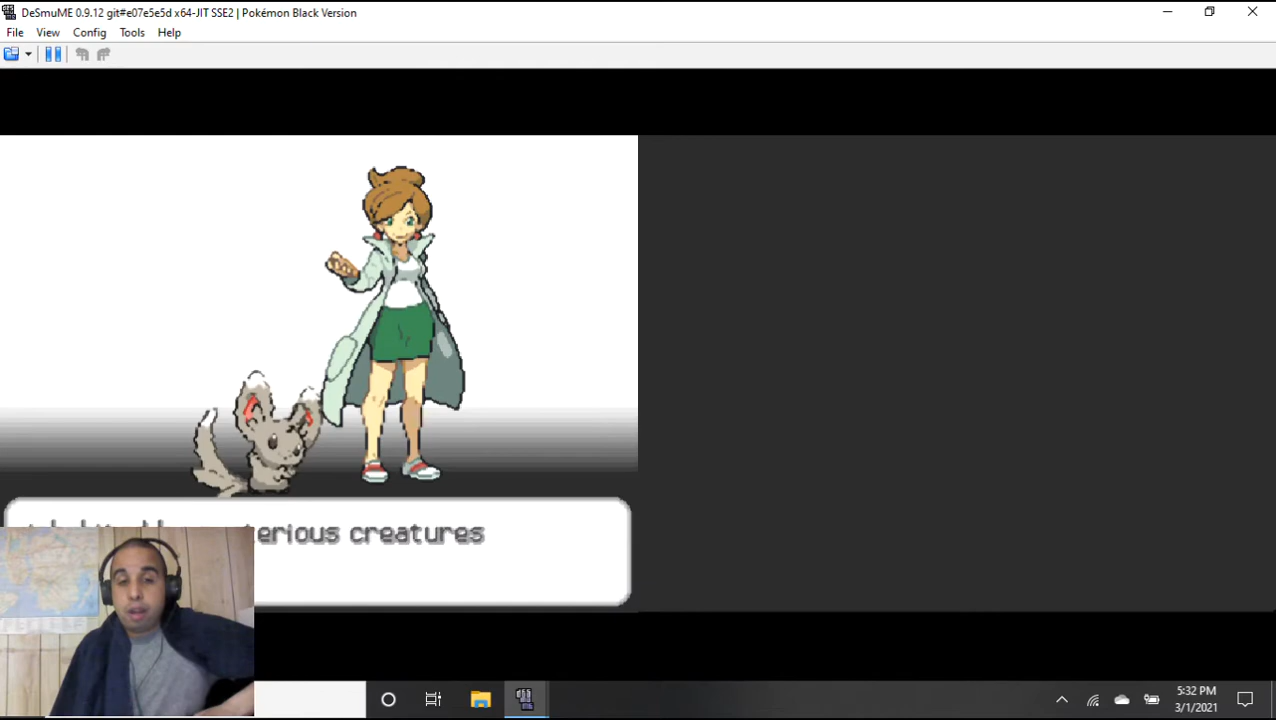 DeSmuME 0.9.12 git#e07e5e5d x64-JIT SSE2 | Pokémon Black Version
File View Config Tools Help
creatures
5:32 PM
3/1/2021